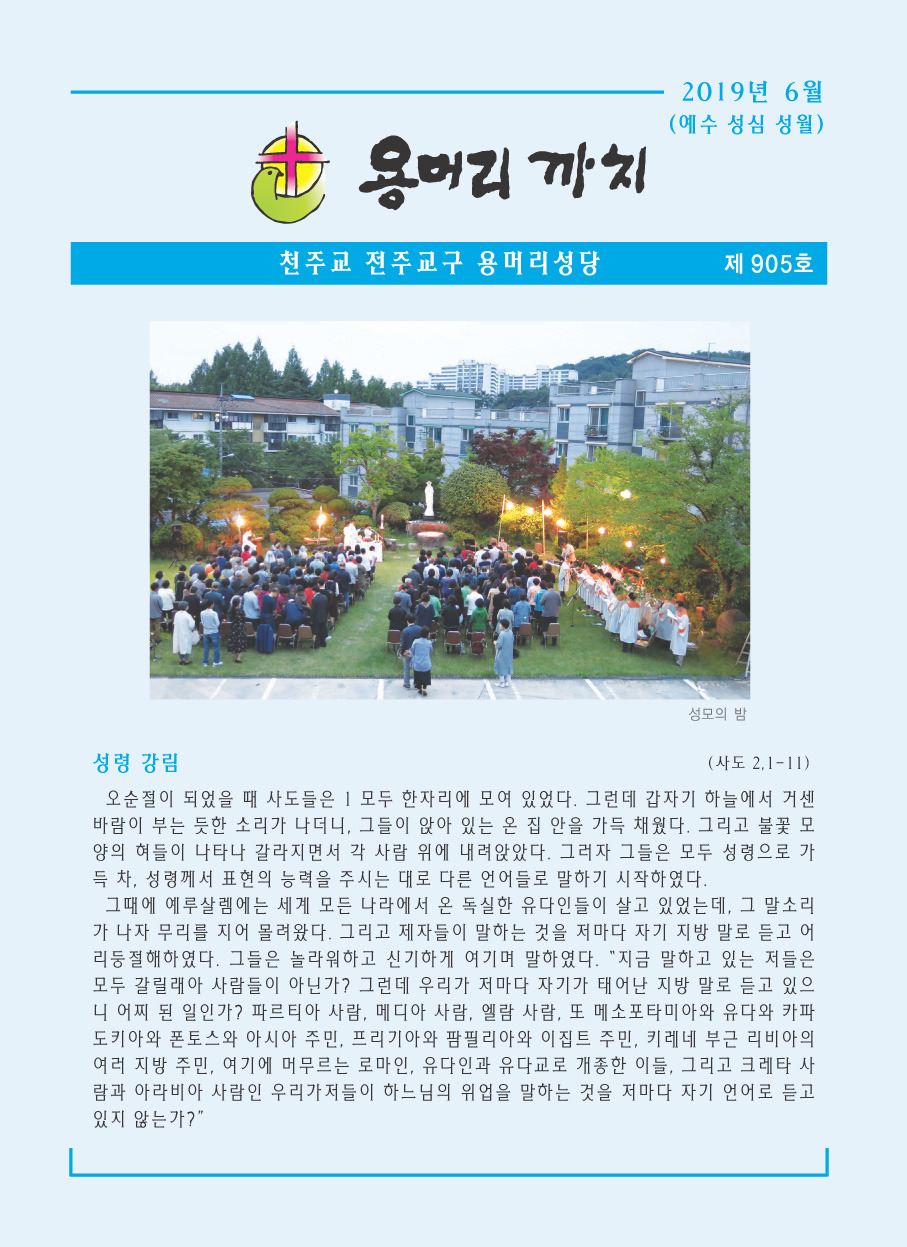 2019년 6월
(예수 성심 성월)
용머리 까치
천주교 전주교구 용머리성당
제 905호
성모의 밤
성령 강림
(사도 2,1-11)
오순절이 되었을 때 사도들은 1 모두 한자리에 모여 있었다. 그런데 갑자기 하늘에서 거센
바람이 부는 듯한 소리가 나더니, 그들이 앉아 있는 온 집 안을 가득 채웠다. 그리고 불꽃 모
양의 혀들이 나타나 갈라지면서 각 사람 위에 내려앉았다. 그러자 그들은 모두 성령으로 가
득 차, 성령께서 표현의 능력을 주시는 대로 다른 언어들로 말하기 시작하였다.
그때에 예루살렘에는 세계 모든 나라에서 온 독실한 유다인들이 살고 있었는데, 그 말소리
가 나자 무리를 지어 몰려왔다. 그리고 제자들이 말하는 것을 저마다 자기 지방 말로 듣고 어
리둥절해하였다. 그들은 놀라워하고 신기하게 여기며 말하였다. “지금 말하고 있는 저들은
모두 갈릴래아 사람들이 아닌가? 그런데 우리가 저마다 자기가 태어난 지방 말로 듣고 있으
니 어찌 된 일인가? 파르티아 사람, 메디아 사람, 엘람 사람, 또 메소포타미아와 유다와 카파
도키아와 폰토스와 아시아 주민, 프리기아와 팜필리아와 이집트 주민, 키레네 부근 리비아의
여러 지방 주민, 여기에 머무르는 로마인, 유다인과 유다교로 개종한 이들, 그리고 크레타 사
람과 아라비아 사람인 우리가저들이 하느님의 위업을 말하는 것을 저마다 자기 언어로 듣고
있지 않는가?”